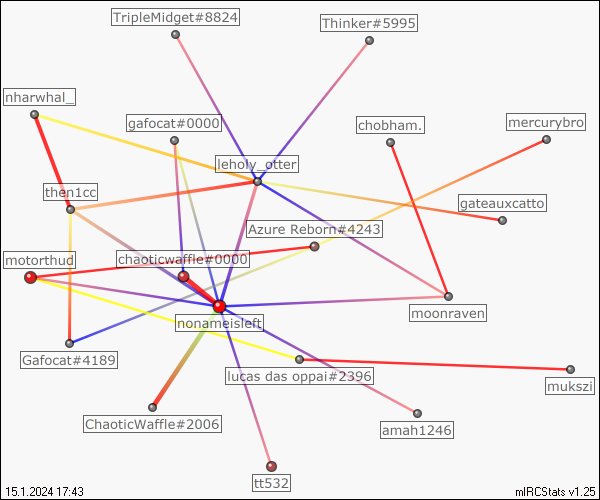 TripleMidget#8824
Thinker#5995
nharwhal_
gafocat#0000
chobham.
mercurybro
leholy_otter
then1cc
gateauxcatto
Azure Reborn#4243
motorthud
chaoticwaffle#0000
moonraven
nonameisleft
Gafocat#4189
lucas das oppai#2396
mukszi
ChaoticWaffle#2006
amah1246
tt532
15.1.2024 17:43
mIRCStats v1.25